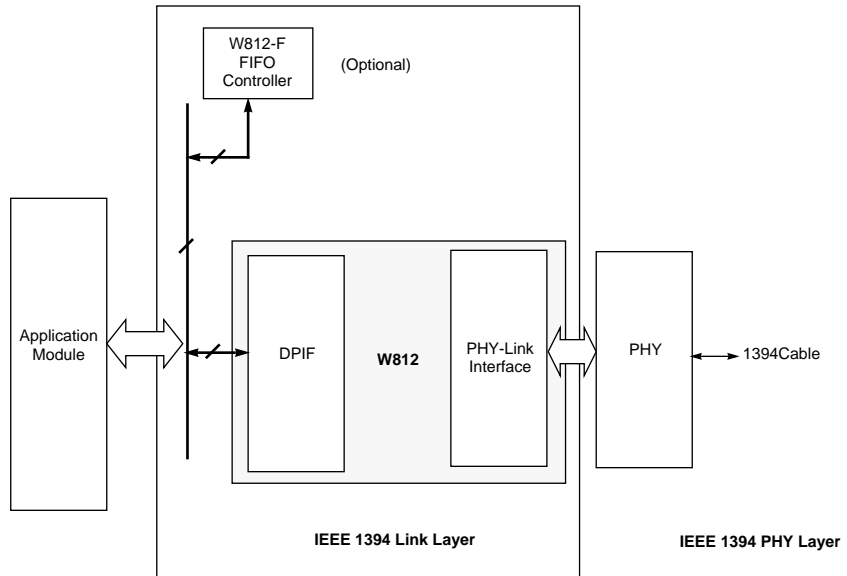 W812-F
FIFO
Controller
(Optional)
Application
Module
DPIF
W812
PHY-Link
Interface
PHY
1394Cable
IEEE 1394 Link Layer
IEEE 1394 PHY Layer